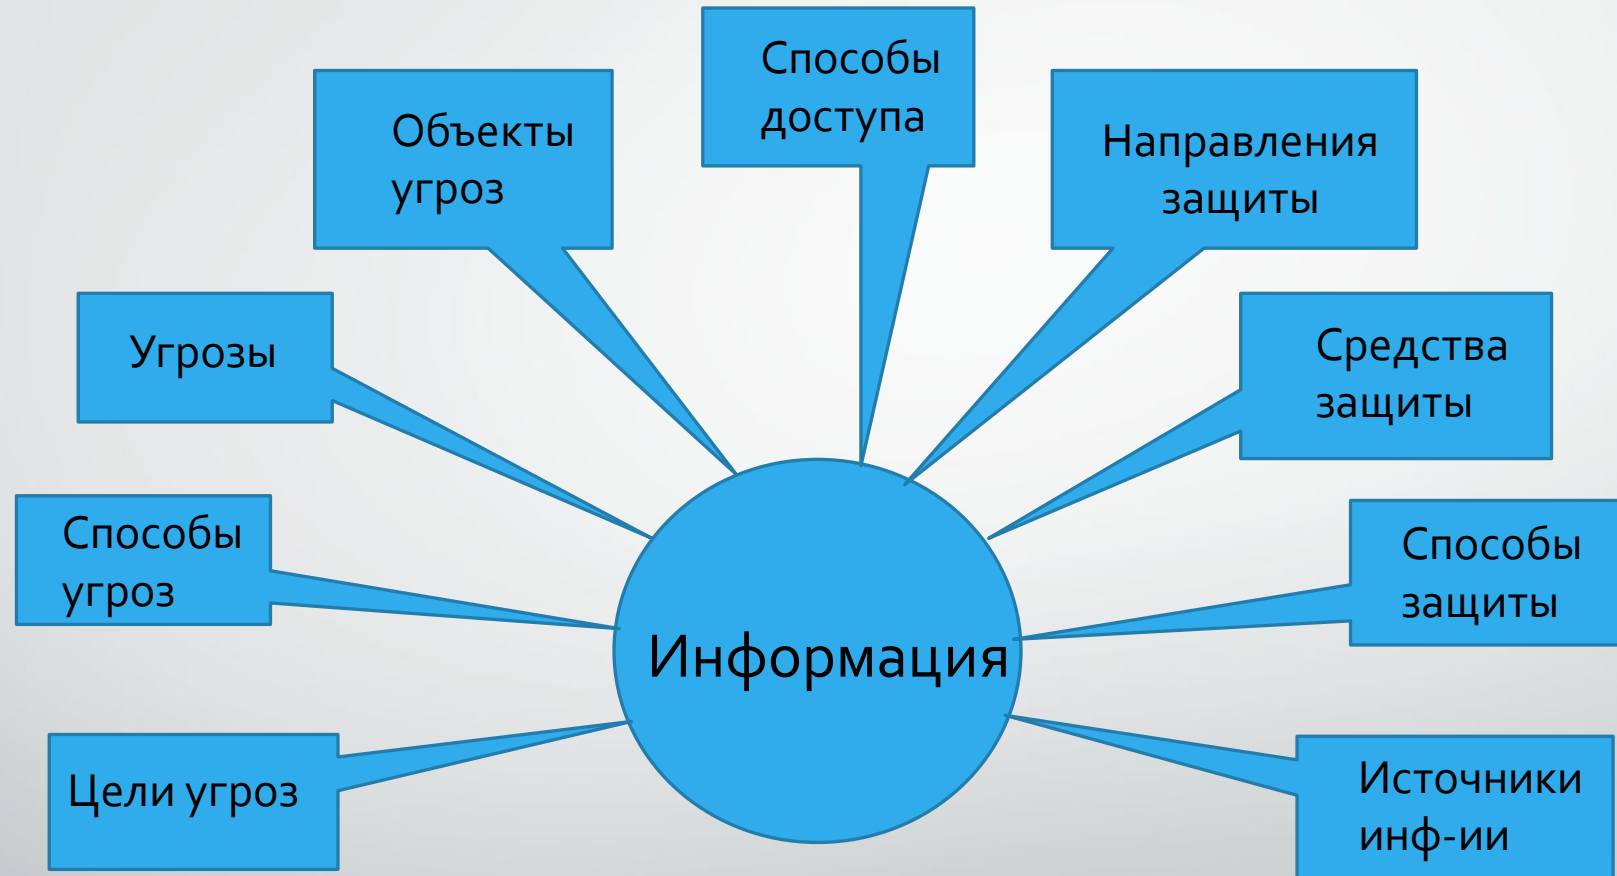 Способы
доступа
Объекты
угроз
Направления
защиты
Угрозы
Средства
защиты
Способы
угроз
Способы
защиты
Информация
Цели угроз
Источники
инф-ии